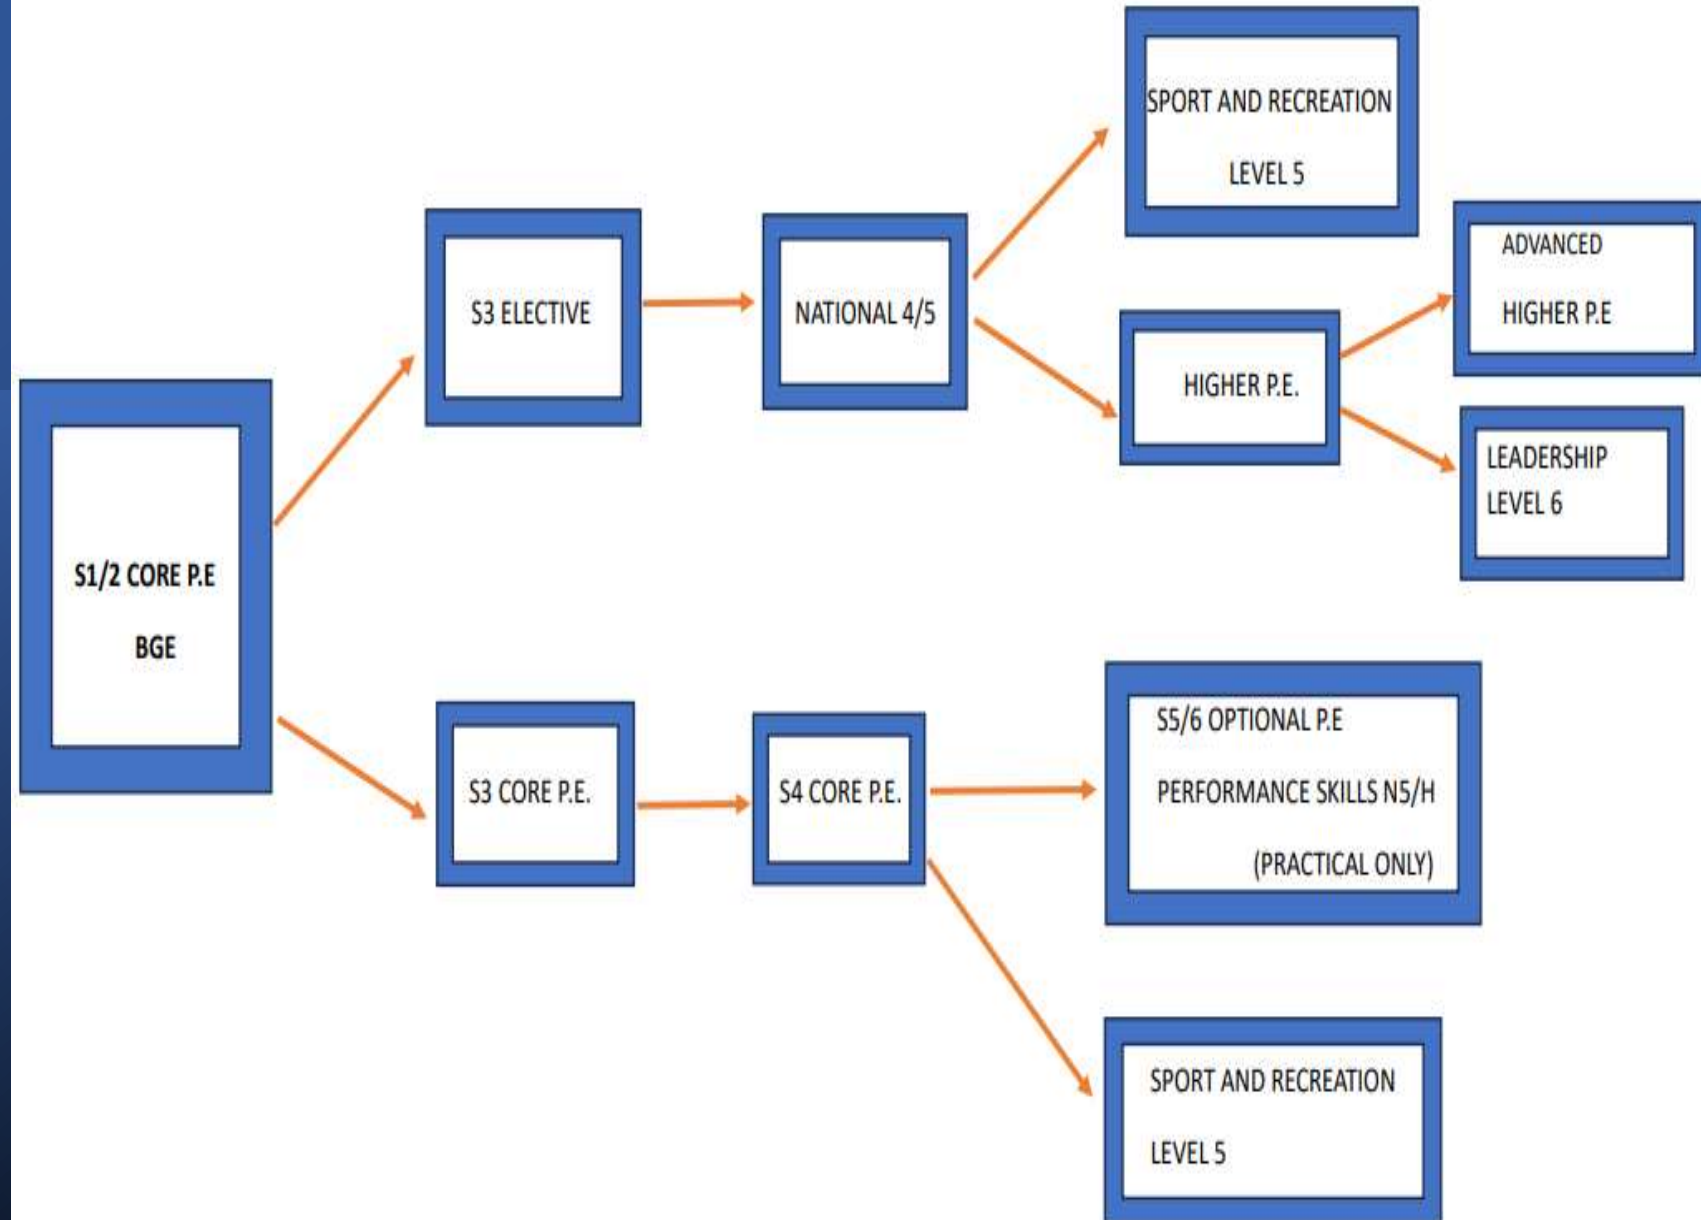 SPORT AND RECREATION
LEVEL 5
S3 ELECTIVE
NATIONAL 4/5
ADVANCED
HIGHER P.E
HIGHER P.E.
LEADERSHIP
LEVEL 6
S1/2 CORE P.E
BGE
S3 CORE P.E.
S4 CORE P.E.
S5/6 OPTIONAL P.E
PERFORMANCE SKILLS N5/H
(PRACTICAL ONLY)
SPORT AND RECREATION
LEVEL 5